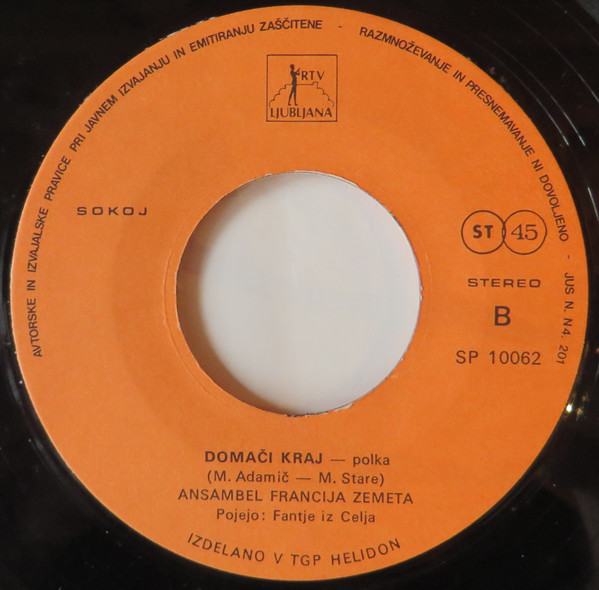 AVTORSKE IN IZVAJALSKE PRAVICE PRI JAVNEM IZVAJANJU IN EMITIRANJU ZAŠČITENE - RAZMNOŽEVANJE IN PRESNEMAVANJE NI DOVOLJENO - JUS N. N4. 201
RTV
LJUBLJANA
SOKOJ
ST 45
STEREO
B
SP 10062
DOMAČI KRAJ — polka
(M. Adamič — M. Stare)
ANSAMBEL FRANCIJA ZEMETA
Pojejo: Fantje iz Celja
IZDELANO V TGP HELIDON